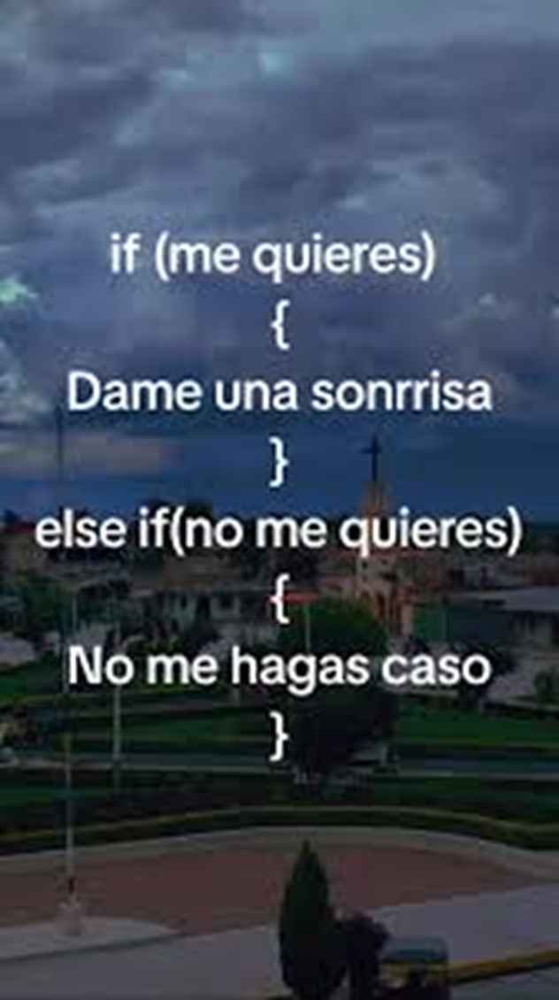 if (me quieres)
{
Dame una sonrrisa
}
else if(no me quieres)
{
No me hagas caso
}